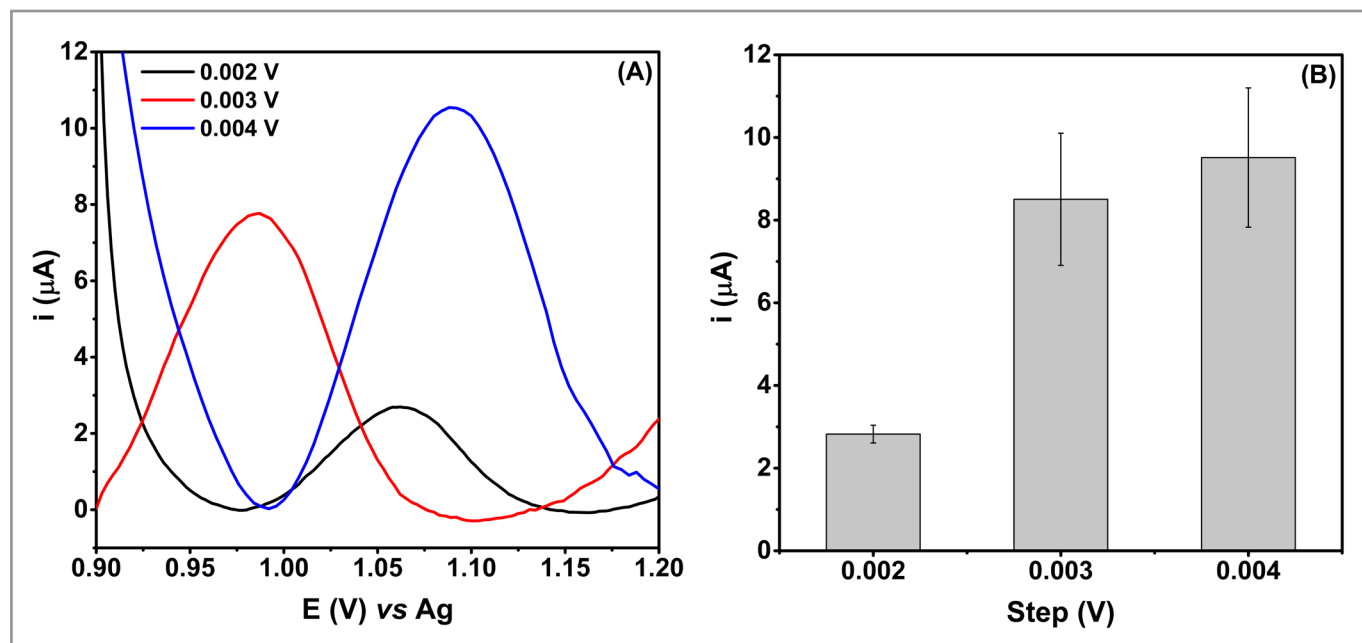 (A)
0.002 V
0.003 V
0.004 V
12
10
8
6
4
2
0
i (μA)
0.90 0.95 1.00 1.05 1.10 1.15 1.20
E (V) vs Ag
(B)
12
10
8
6
4
2
0
i (μA)
0.002 0.003 0.004
Step (V)